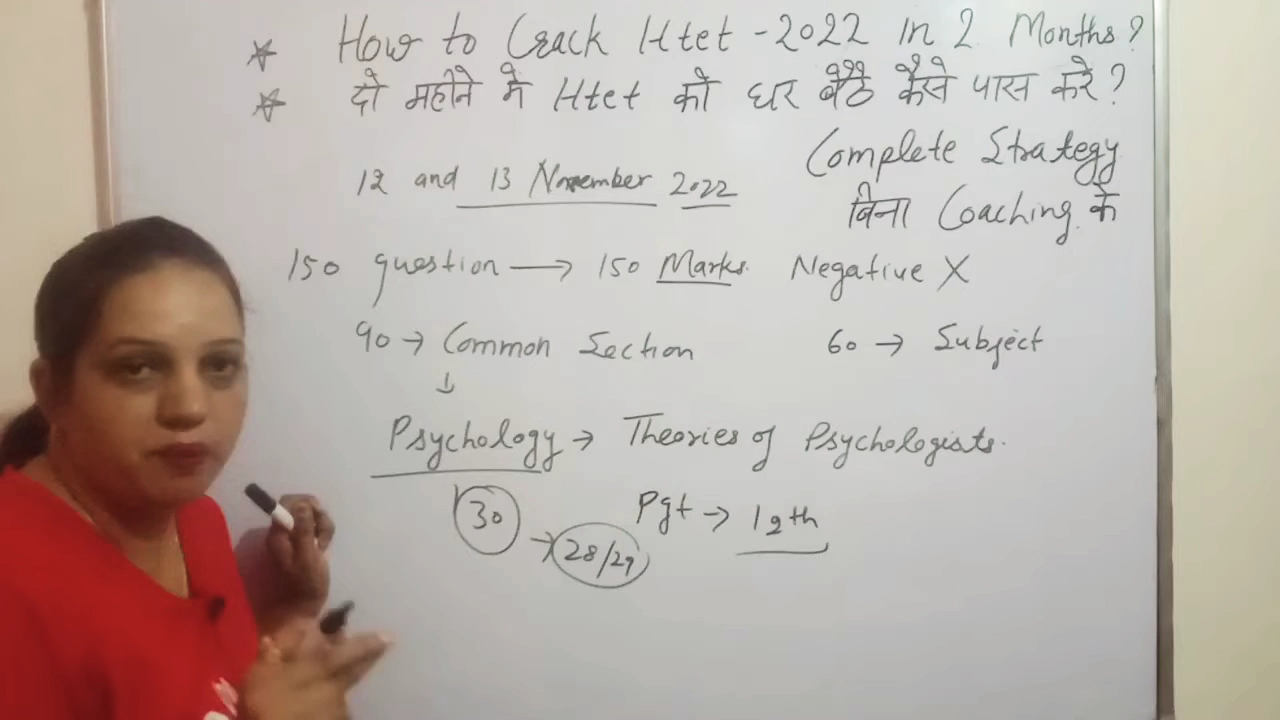 * How to Crack Htet -2022 in 2 Months?
* दो महीने मे Htet को घर बैठे कैसे पास करे?
Complete Strategy
12 and 13 November 2022
बिना Coaching के
150 question → 150 Marks. Negative X
90 → Common Section 60 → Subject
↓
Psychology → Theories of Psychologists.
30 → 28/29
Pgt → 12th